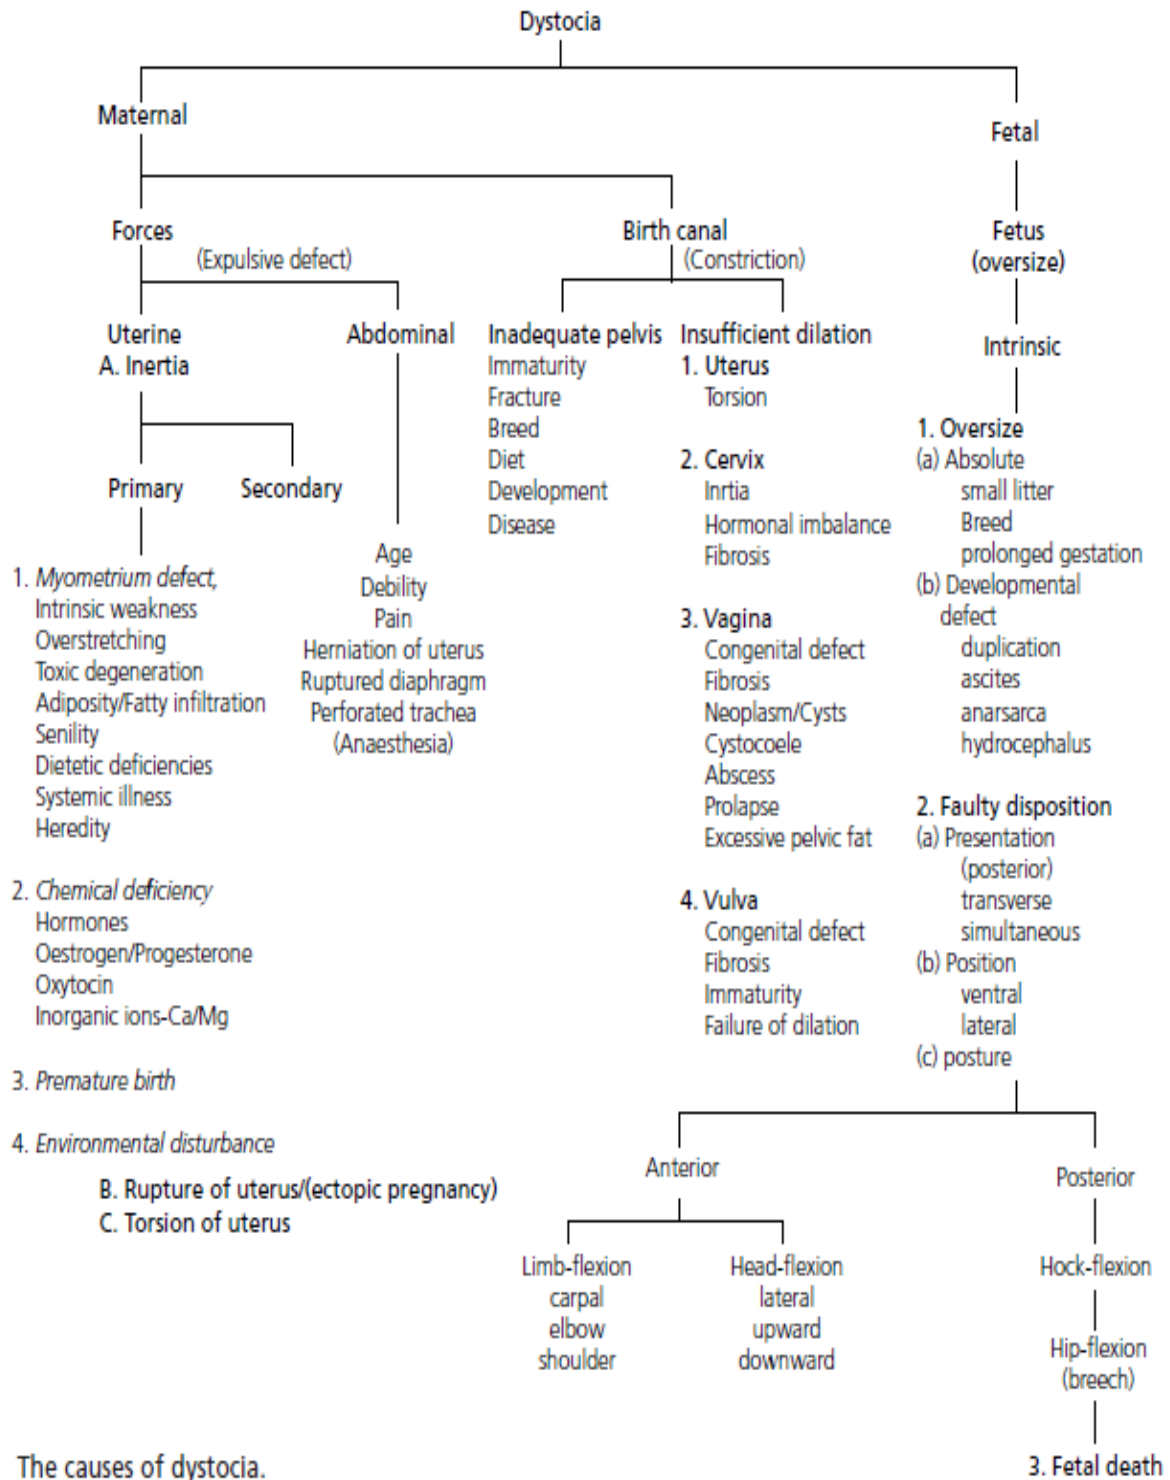 Dystocia
Maternal
Fetal
Forces
(Expulsive defect)
Birth canal
(Constriction)
Fetus
(oversize)
Uterine
A. Inertia
Abdominal
Inadequate pelvis
Immaturity
Fracture
Breed
Diet
Development
Disease
Insufficient dilation
1. Uterus
Torsion
2. Cervix
Inrtia
Hormonal imbalance
Fibrosis
3. Vagina
Congenital defect
Fibrosis
Neoplasm/Cysts
Cystocoele
Abscess
Prolapse
Excessive pelvic fat
4. Vulva
Congenital defect
Fibrosis
Immaturity
Failure of dilation
Intrinsic
1. Oversize
(a) Absolute
small litter
Breed
prolonged gestation
(b) Developmental
defect
duplication
ascites
anarsarca
hydrocephalus
2. Faulty disposition
(a) Presentation
(posterior)
transverse
simultaneous
(b) Position
ventral
lateral
(c) posture
Primary
Secondary
Age
Debility
Pain
Herniation of uterus
Ruptured diaphragm
Perforated trachea
(Anaesthesia)
1. Myometrium defect,
Intrinsic weakness
Overstretching
Toxic degeneration
Adiposity/Fatty infiltration
Senility
Dietetic deficiencies
Systemic illness
Heredity
2. Chemical deficiency
Hormones
Oestrogen/Progesterone
Oxytocin
Inorganic ions-Ca/Mg
3. Premature birth
4. Environmental disturbance
B. Rupture of uterus/(ectopic pregnancy)
C. Torsion of uterus
Anterior
Posterior
Limb-flexion
carpal
elbow
shoulder
Head-flexion
lateral
upward
downward
Hock-flexion
Hip-flexion
(breech)
3. Fetal death
The causes of dystocia.